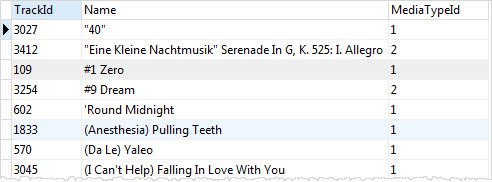 TrackId Name MediaTypeId
3027 "40" 1
3412 "Eine Kleine Nachtmusik" Serenade In G, K. 525: I. Allegro 2
109 #1 Zero 1
3254 #9 Dream 2
602 'Round Midnight 1
1833 (Anesthesia) Pulling Teeth 1
570 (Da Le) Yaleo 1
3045 (I Can't Help) Falling In Love With You 1